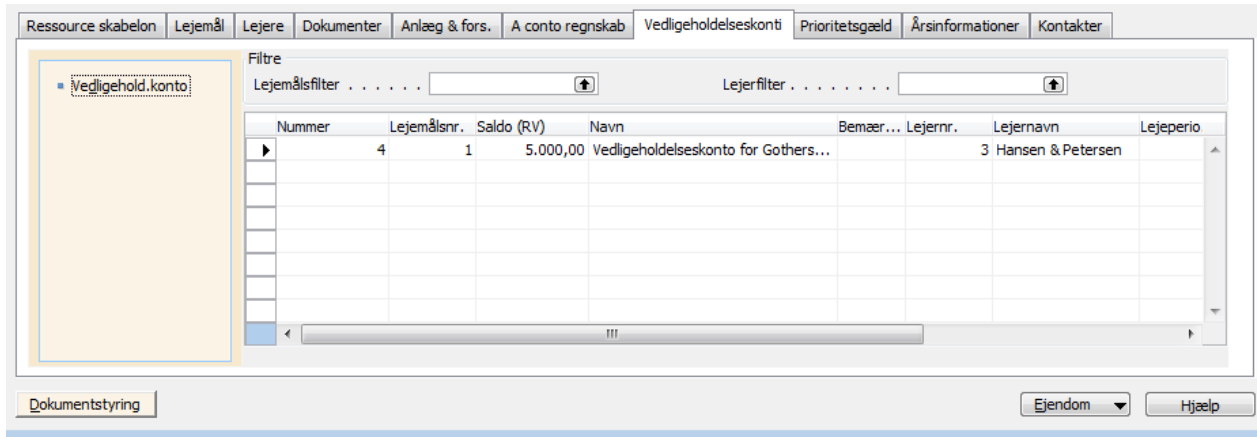 Ressource skabelon Lejemål Lejere Dokumenter Anlæg & fors. A conto regnskab Vedligeholdelseskonti Prioritetsgæld Årsinformationer Kontakter
Vedligehold.konto
Filtre
Lejemålsfilter . . . . . . Lejerfilter . . . . . . . .
Nummer Lejemålsnr. Saldo (RV) Navn Bemær... Lejernr. Lejernavn Lejeperio
4 1 5.000,00 Vedligeholdelseskonto for Gothers... 3 Hansen & Petersen
Dokumentstyring Ejendom Hjælp